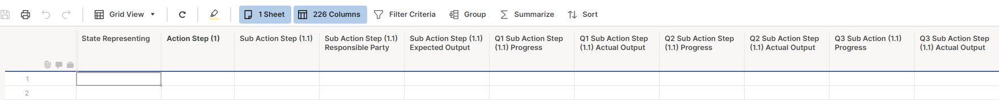 Grid View
1 Sheet
226 Columns
Filter Criteria
Group
Summarize
Sort
State Representing
Action Step (1)
Sub Action Step (1.1)
Sub Action Step (1.1)
Responsible Party
Sub Action Step (1.1)
Expected Output
Q1 Sub Action Step
(1.1) Progress
Q1 Sub Action Step
(1.1) Actual Output
Q2 Sub Action Step
(1.1) Progress
Q2 Sub Action Step
(1.1) Actual Output
Q3 Sub Action (1.1)
Progress
Q3 Sub Action Step
(1.1) Actual Output
1
2